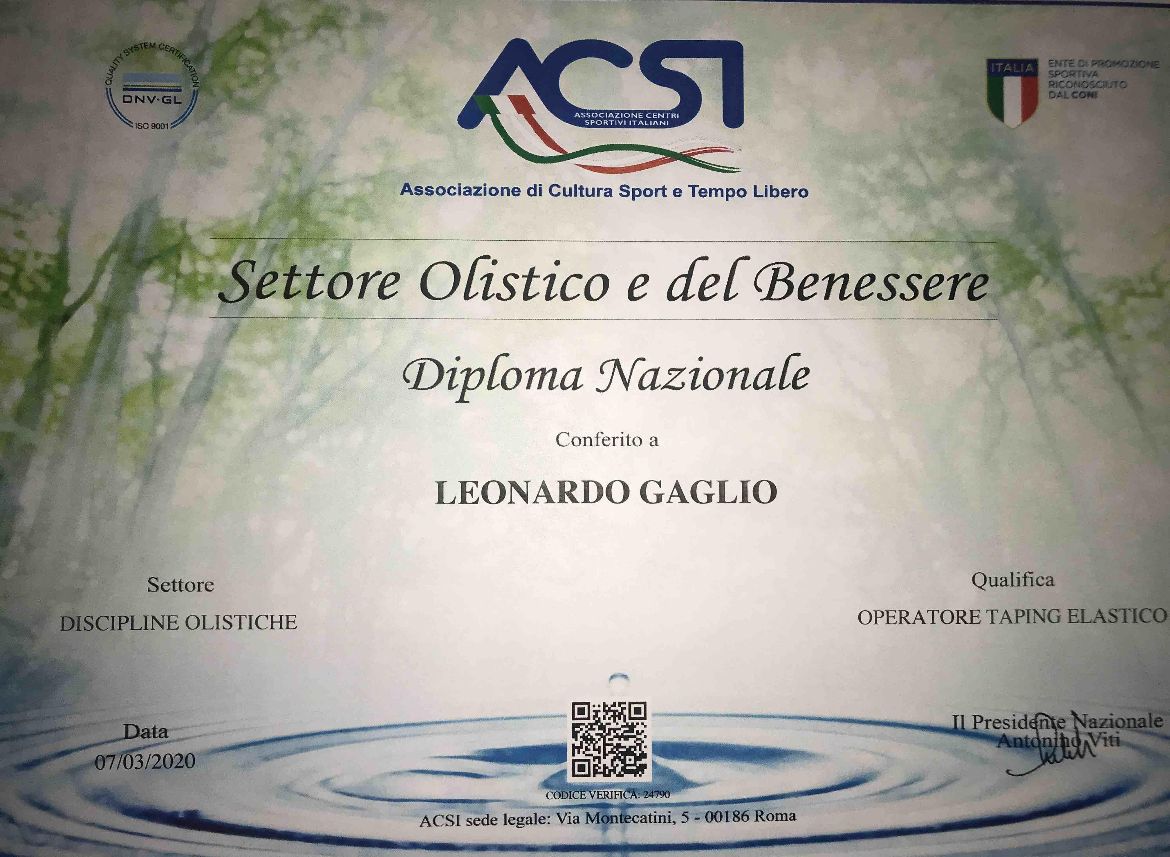 QUALITY SYSTEM CERTIFICATION
DNV·GL
ISO 9001
ACSI
ASSOCIAZIONE CENTRI
SPORTIVI ITALIANI
ITALIA
ENTE DI PROMOZIONE
SPORTIVA
RICONOSCIUTO
DAL CONI
Associazione di Cultura Sport e Tempo Libero
Settore Olistico e del Benessere
Diploma Nazionale
Conferito a
LEONARDO GAGLIO
Settore
DISCIPLINE OLISTICHE
Qualifica
OPERATORE TAPING ELASTICO
Data
07/03/2020
Il Presidente Nazionale
Antonino Viti
CODICE VERIFICA: 24790
ACSI sede legale: Via Montecatini, 5 - 00186 Roma